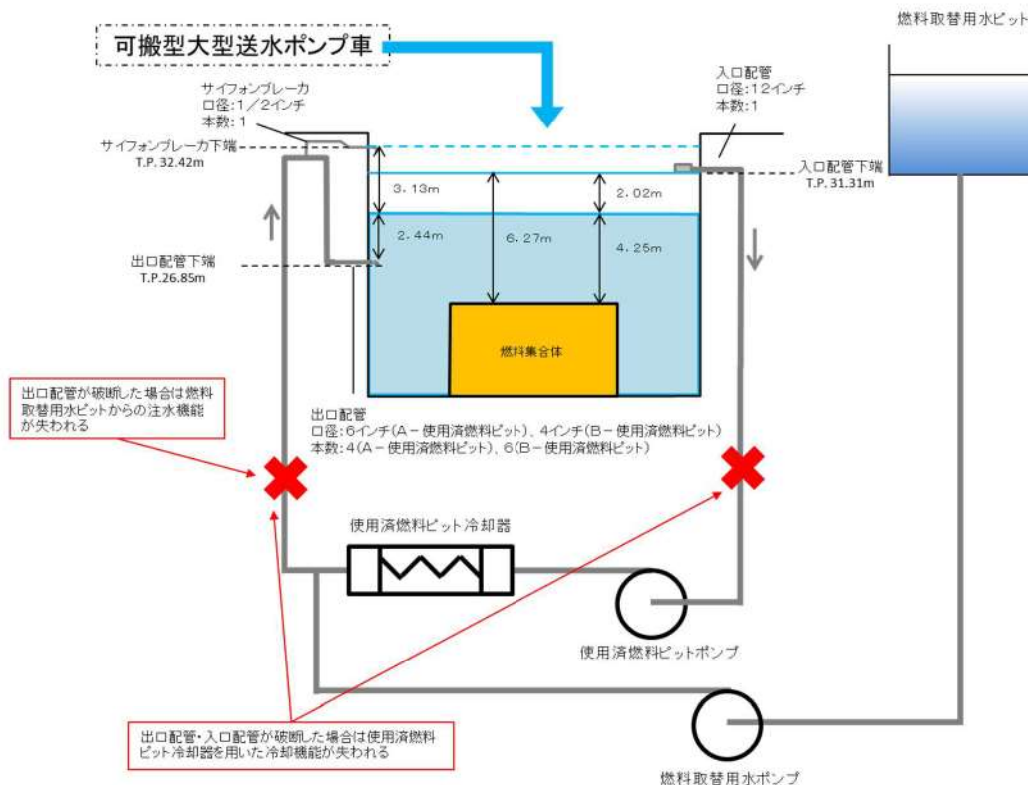 燃料取替用水ピット
可搬型大型送水ポンプ車
サイフォンブレーカ
口径:1/2インチ
本数:1
入口配管
口径:12インチ
本数:1
サイフォンブレーカ下端
T.P. 32.42m
入口配管下端
T.P. 31.31m
3.13m
2.02m
2.44m
6.27m
4.25m
出口配管下端
T.P.26.85m
燃料集合体
出口配管が破断した場合は燃料
取替用水ピットからの注水機能
が失われる
出口配管
口径:6インチ(A-使用済燃料ピット)、4インチ(B-使用済燃料ピット)
本数:4(A-使用済燃料ピット)、6(B-使用済燃料ピット)
使用済燃料ピット冷却器
使用済燃料ピットポンプ
出口配管・入口配管が破断した場合は使用済燃料
ピット冷却器を用いた冷却機能が失われる
燃料取替用水ポンプ